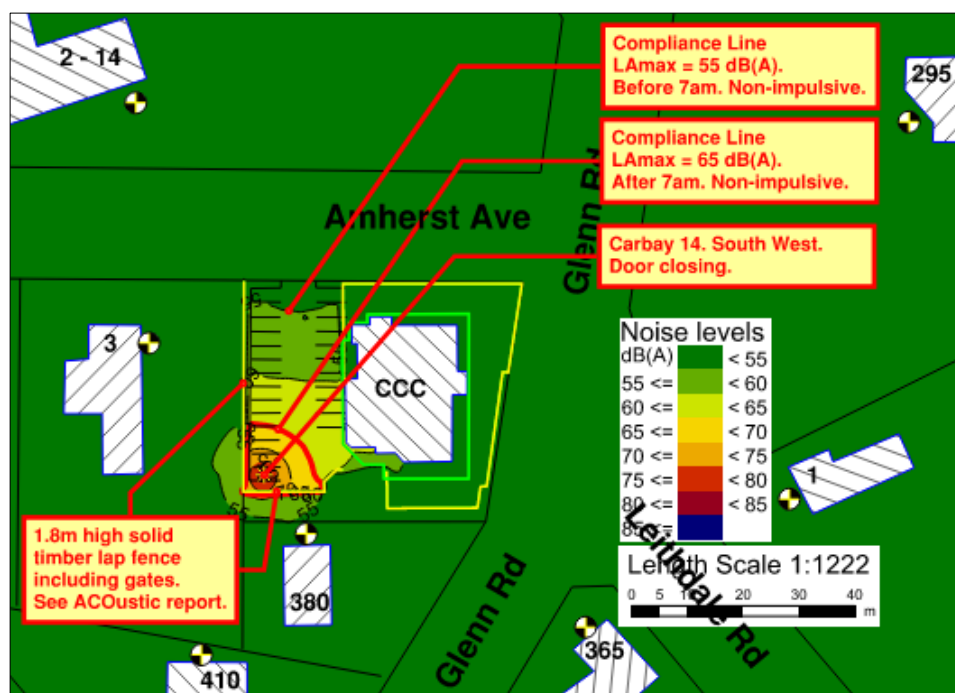 2 - 14
Compliance Line
LAmax = 55 dB(A).
Before 7am. Non-impulsive.
295
Compliance Line
LAmax = 65 dB(A).
After 7am. Non-impulsive.
Amherst Ave
Glenn Rd
Carbay 14. South West.
Door closing.
3
CCC
Noise levels
dB(A)
< 55
55 <= < 60
60 <= < 65
65 <= < 70
70 <= < 75
75 <= < 80
80 <= < 85
85 <=
1
1.8m high solid
timber lap fence
including gates.
See ACOustic report.
Length Scale 1:1222
0 5 10 20 30 40
m
Leithdale Rd
Glenn Rd
380
365
410